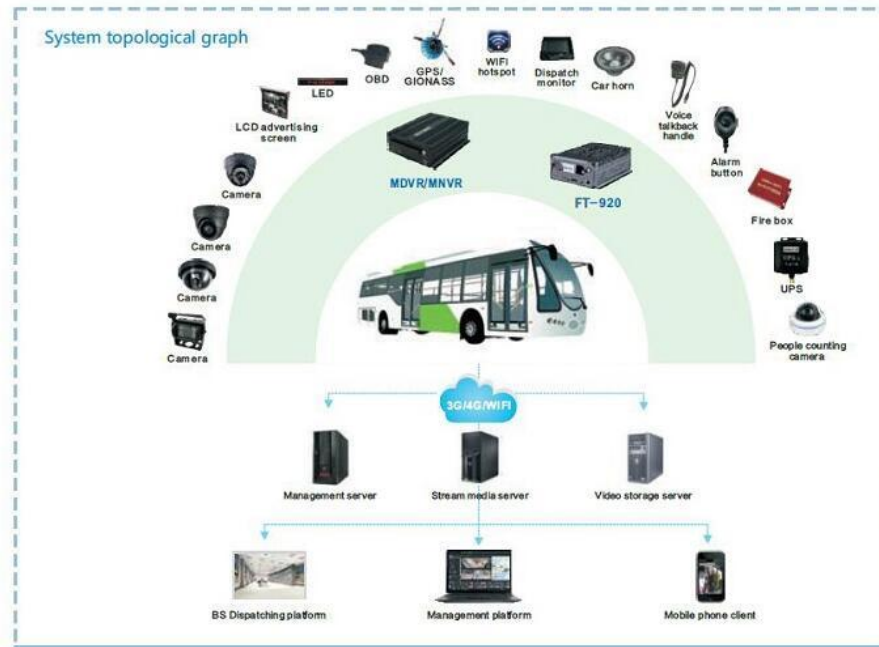 System topological graph
GPS/
GIONASS
WIFI
hotspot
OBD
Dispatch
monitor
LED
Car horn
LCD advertising
screen
Voice
talkback
handle
MDVR/MNVR
FT-920
Alarm
button
Camera
Fire box
Camera
UPS
Camera
People counting
camera
Camera
3G/4G/WIFI
Management server
Stream media server
Video storage server
BS Dispatching platform
Management platform
Mobile phone client